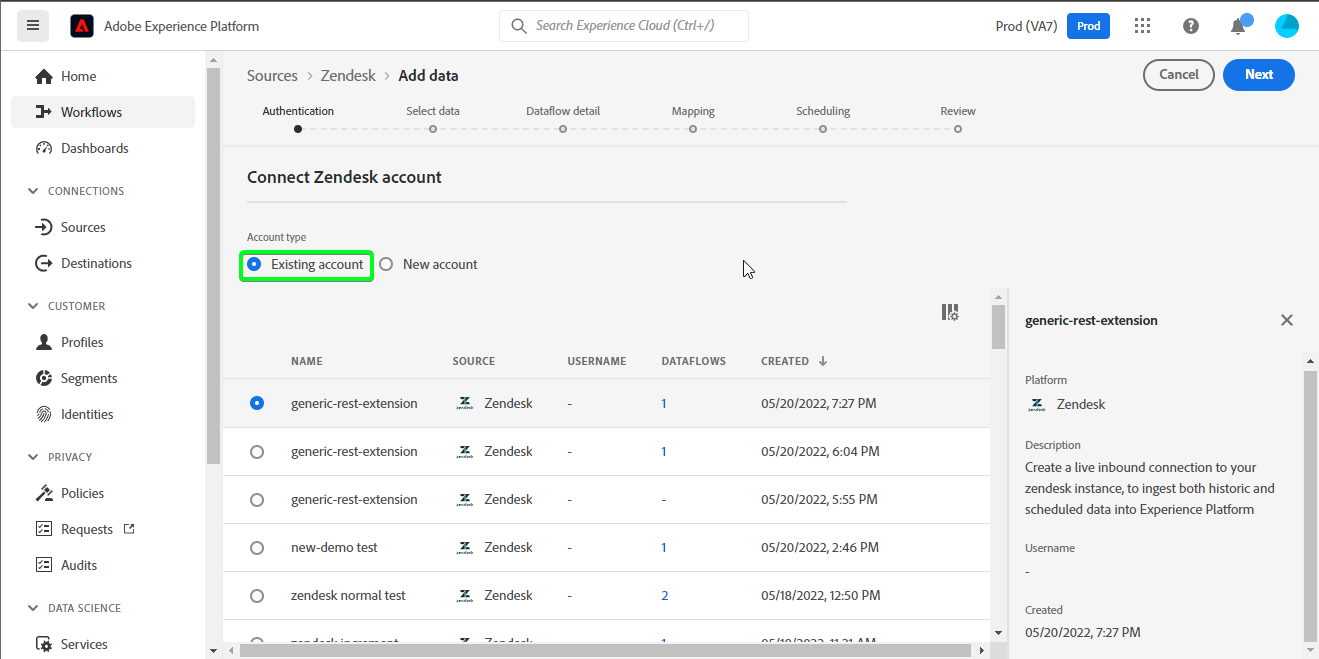 Adobe Experience Platform
Search Experience Cloud (Ctrl+/)
Prod (VA7)
Prod
Home
Workflows
Dashboards
CONNECTIONS
Sources
Destinations
CUSTOMER
Profiles
Segments
Identities
PRIVACY
Policies
Requests
Audits
DATA SCIENCE
Services
Sources > Zendesk > Add data
Cancel
Next
Authentication
Select data
Dataflow detail
Mapping
Scheduling
Review
Connect Zendesk account
Account type
Existing account
New account
NAME SOURCE USERNAME DATAFLOWS CREATED
generic-rest-extension Zendesk - 1 05/20/2022, 7:27 PM
generic-rest-extension Zendesk - 1 05/20/2022, 6:04 PM
generic-rest-extension Zendesk - - 05/20/2022, 5:55 PM
new-demo test Zendesk - 1 05/20/2022, 2:46 PM
zendesk normal test Zendesk - 2 05/18/2022, 12:50 PM
generic-rest-extension
Platform
Zendesk
Description
Create a live inbound connection to your
zendesk instance, to ingest both historic and
scheduled data into Experience Platform
Username
-
Created
05/20/2022, 7:27 PM